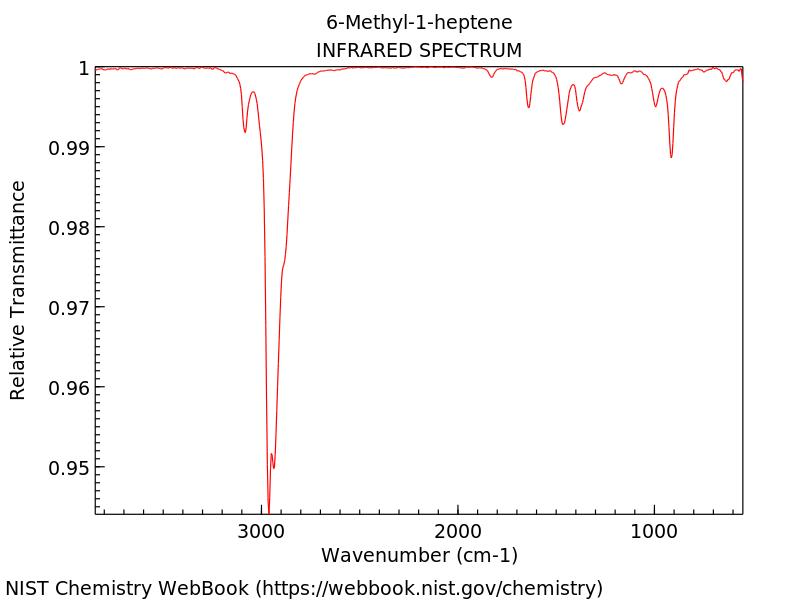 6-Methyl-1-heptene
INFRARED SPECTRUM
1
0.99
0.98
0.97
0.96
0.95
Relative Transmittance
3000 2000 1000
Wavenumber (cm-1)
NIST Chemistry WebBook (https://webbook.nist.gov/chemistry)